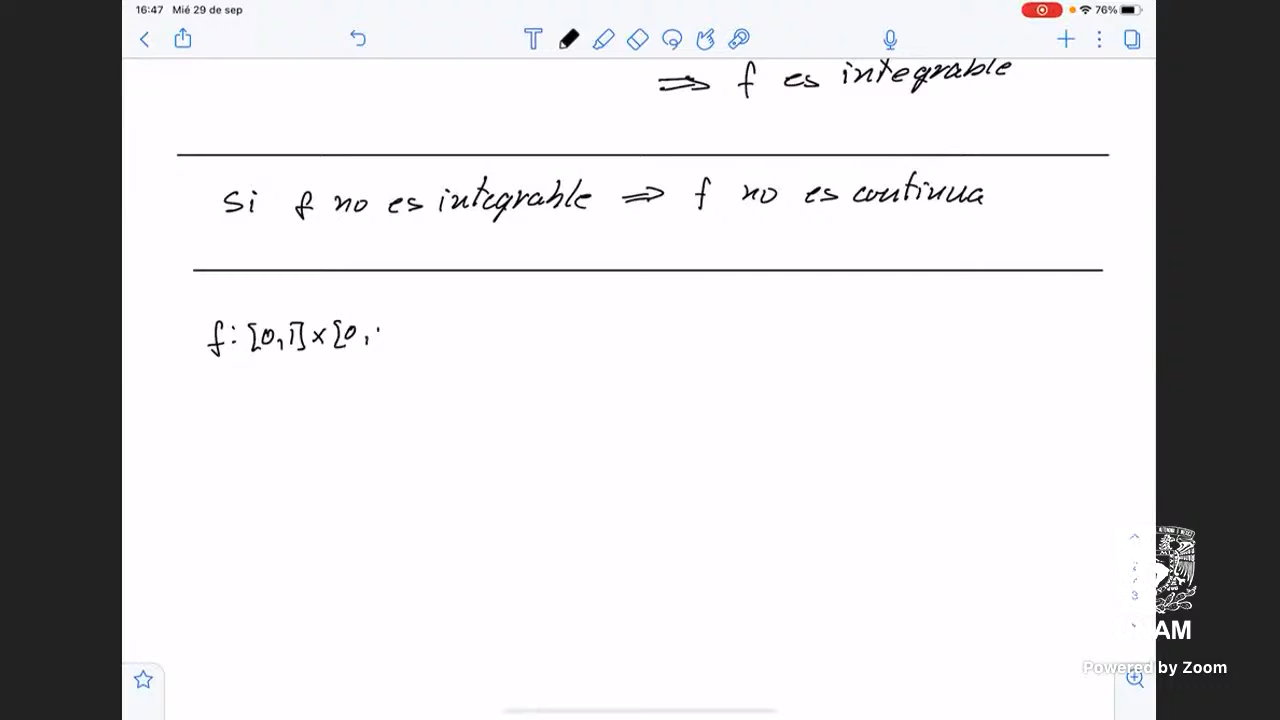 16:47 Mié 29 de sep 76%
⇒ f es integrable
Si f no es integrable ⇒ f no es continua
f: [0,1] × [0,
AM
Powered by Zoom